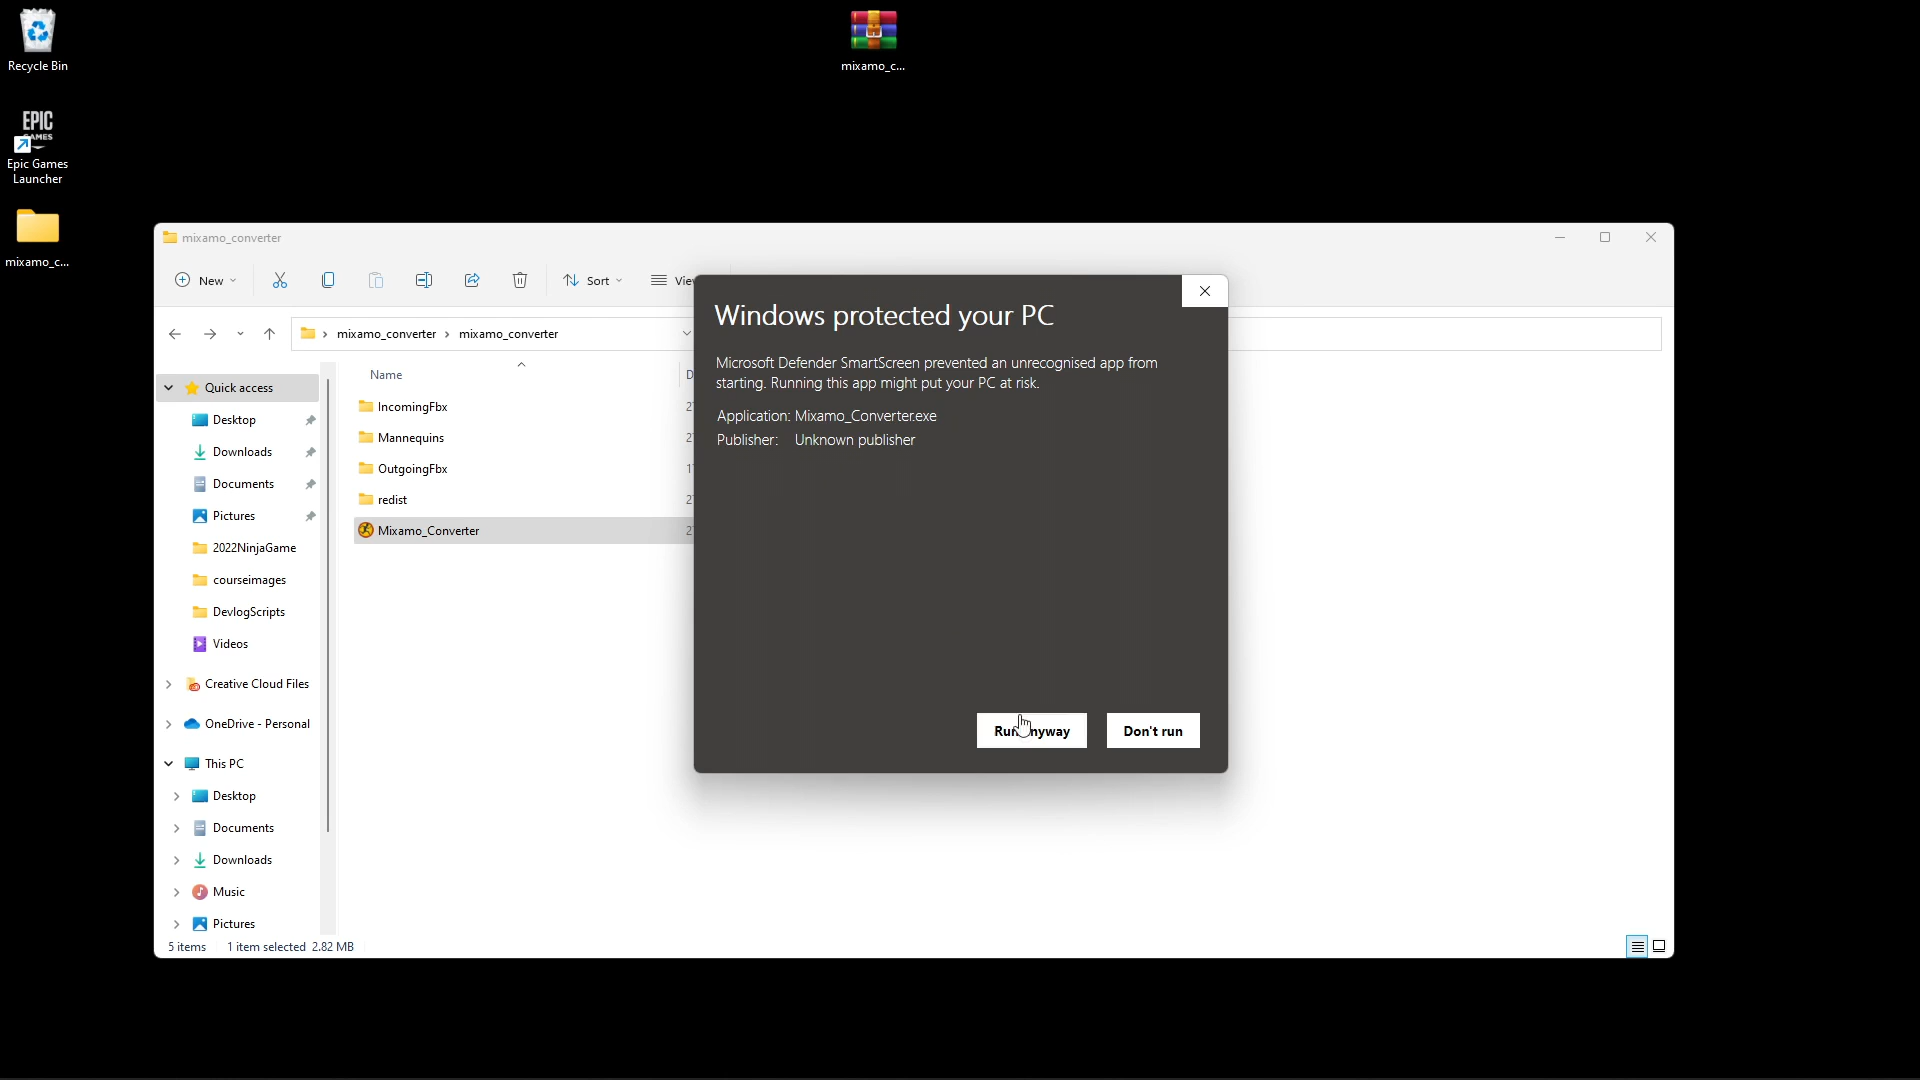 Recycle Bin
mixamo_c...
EPIC
GAMES
Epic Games
Launcher
mixamo_c...
mixamo_converter
New
Sort
View
mixamo_converter
mixamo_converter
Name
Quick access
Desktop
Downloads
Documents
Pictures
2022NinjaGame
courseimages
DevlogScripts
Videos
Creative Cloud Files
OneDrive - Personal
This PC
Desktop
Documents
Downloads
Music
Pictures
IncomingFbx
Mannequins
OutgoingFbx
redist
Mixamo_Converter
Windows protected your PC
Microsoft Defender SmartScreen prevented an unrecognised app from
starting. Running this app might put your PC at risk.
Application: Mixamo_Converter.exe
Publisher: Unknown publisher
Run anyway
Don't run
5 items
1 item selected 2.82 MB